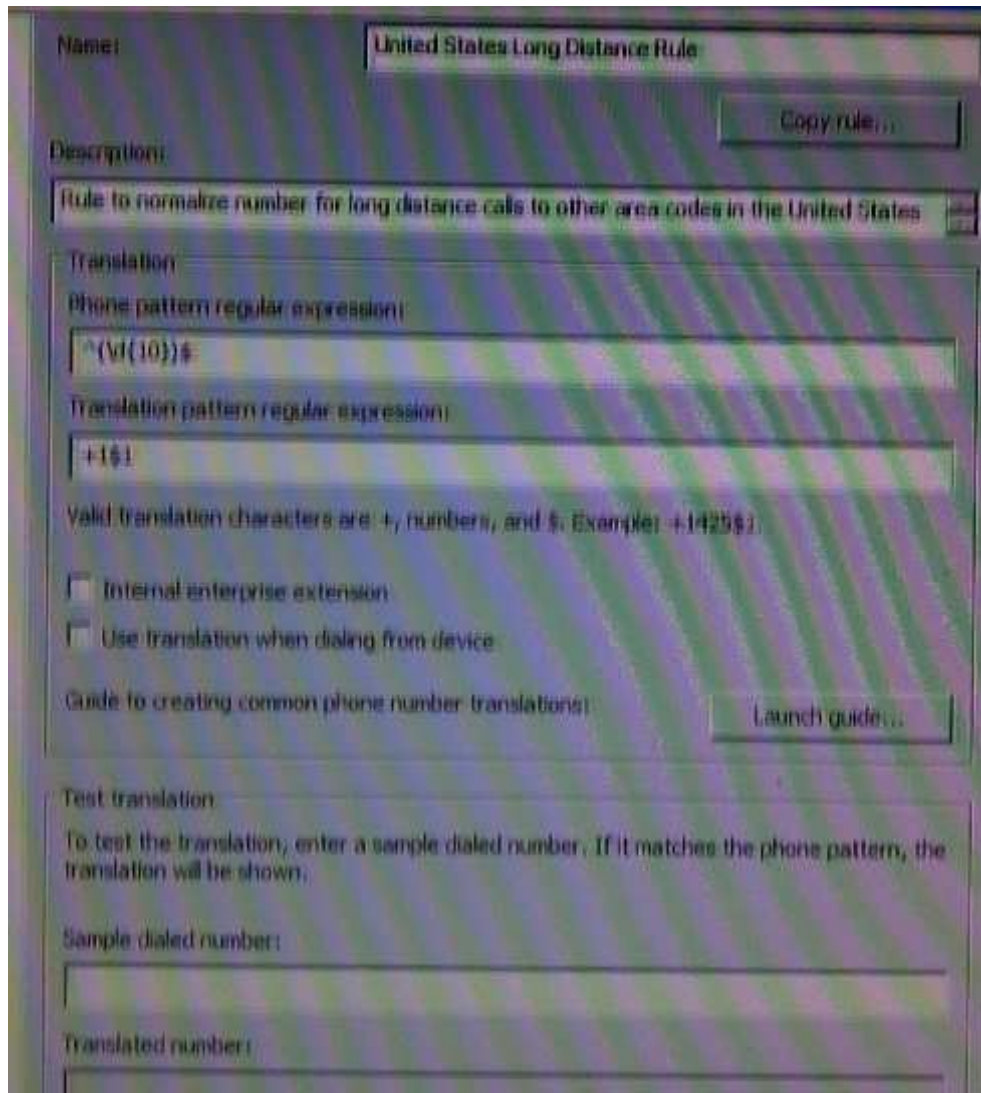 Name:
United States Long Distance Rule
Copy rule...
Description:
Rule to normalize number for long distance calls to other area codes in the United States
Translation
Phone pattern regular expression:
^(\d{10})$
Translation pattern regular expression:
+1$1
Valid translation characters are: +, numbers, and $. Example: +1425$1
Internal enterprise extension
Use translation when dialing from device
Guide to creating common phone number translations:
Launch guide...
Test translation
To test the translation, enter a sample dialed number. If it matches the phone pattern, the
translation will be shown.
Sample dialed number:
Translated number: